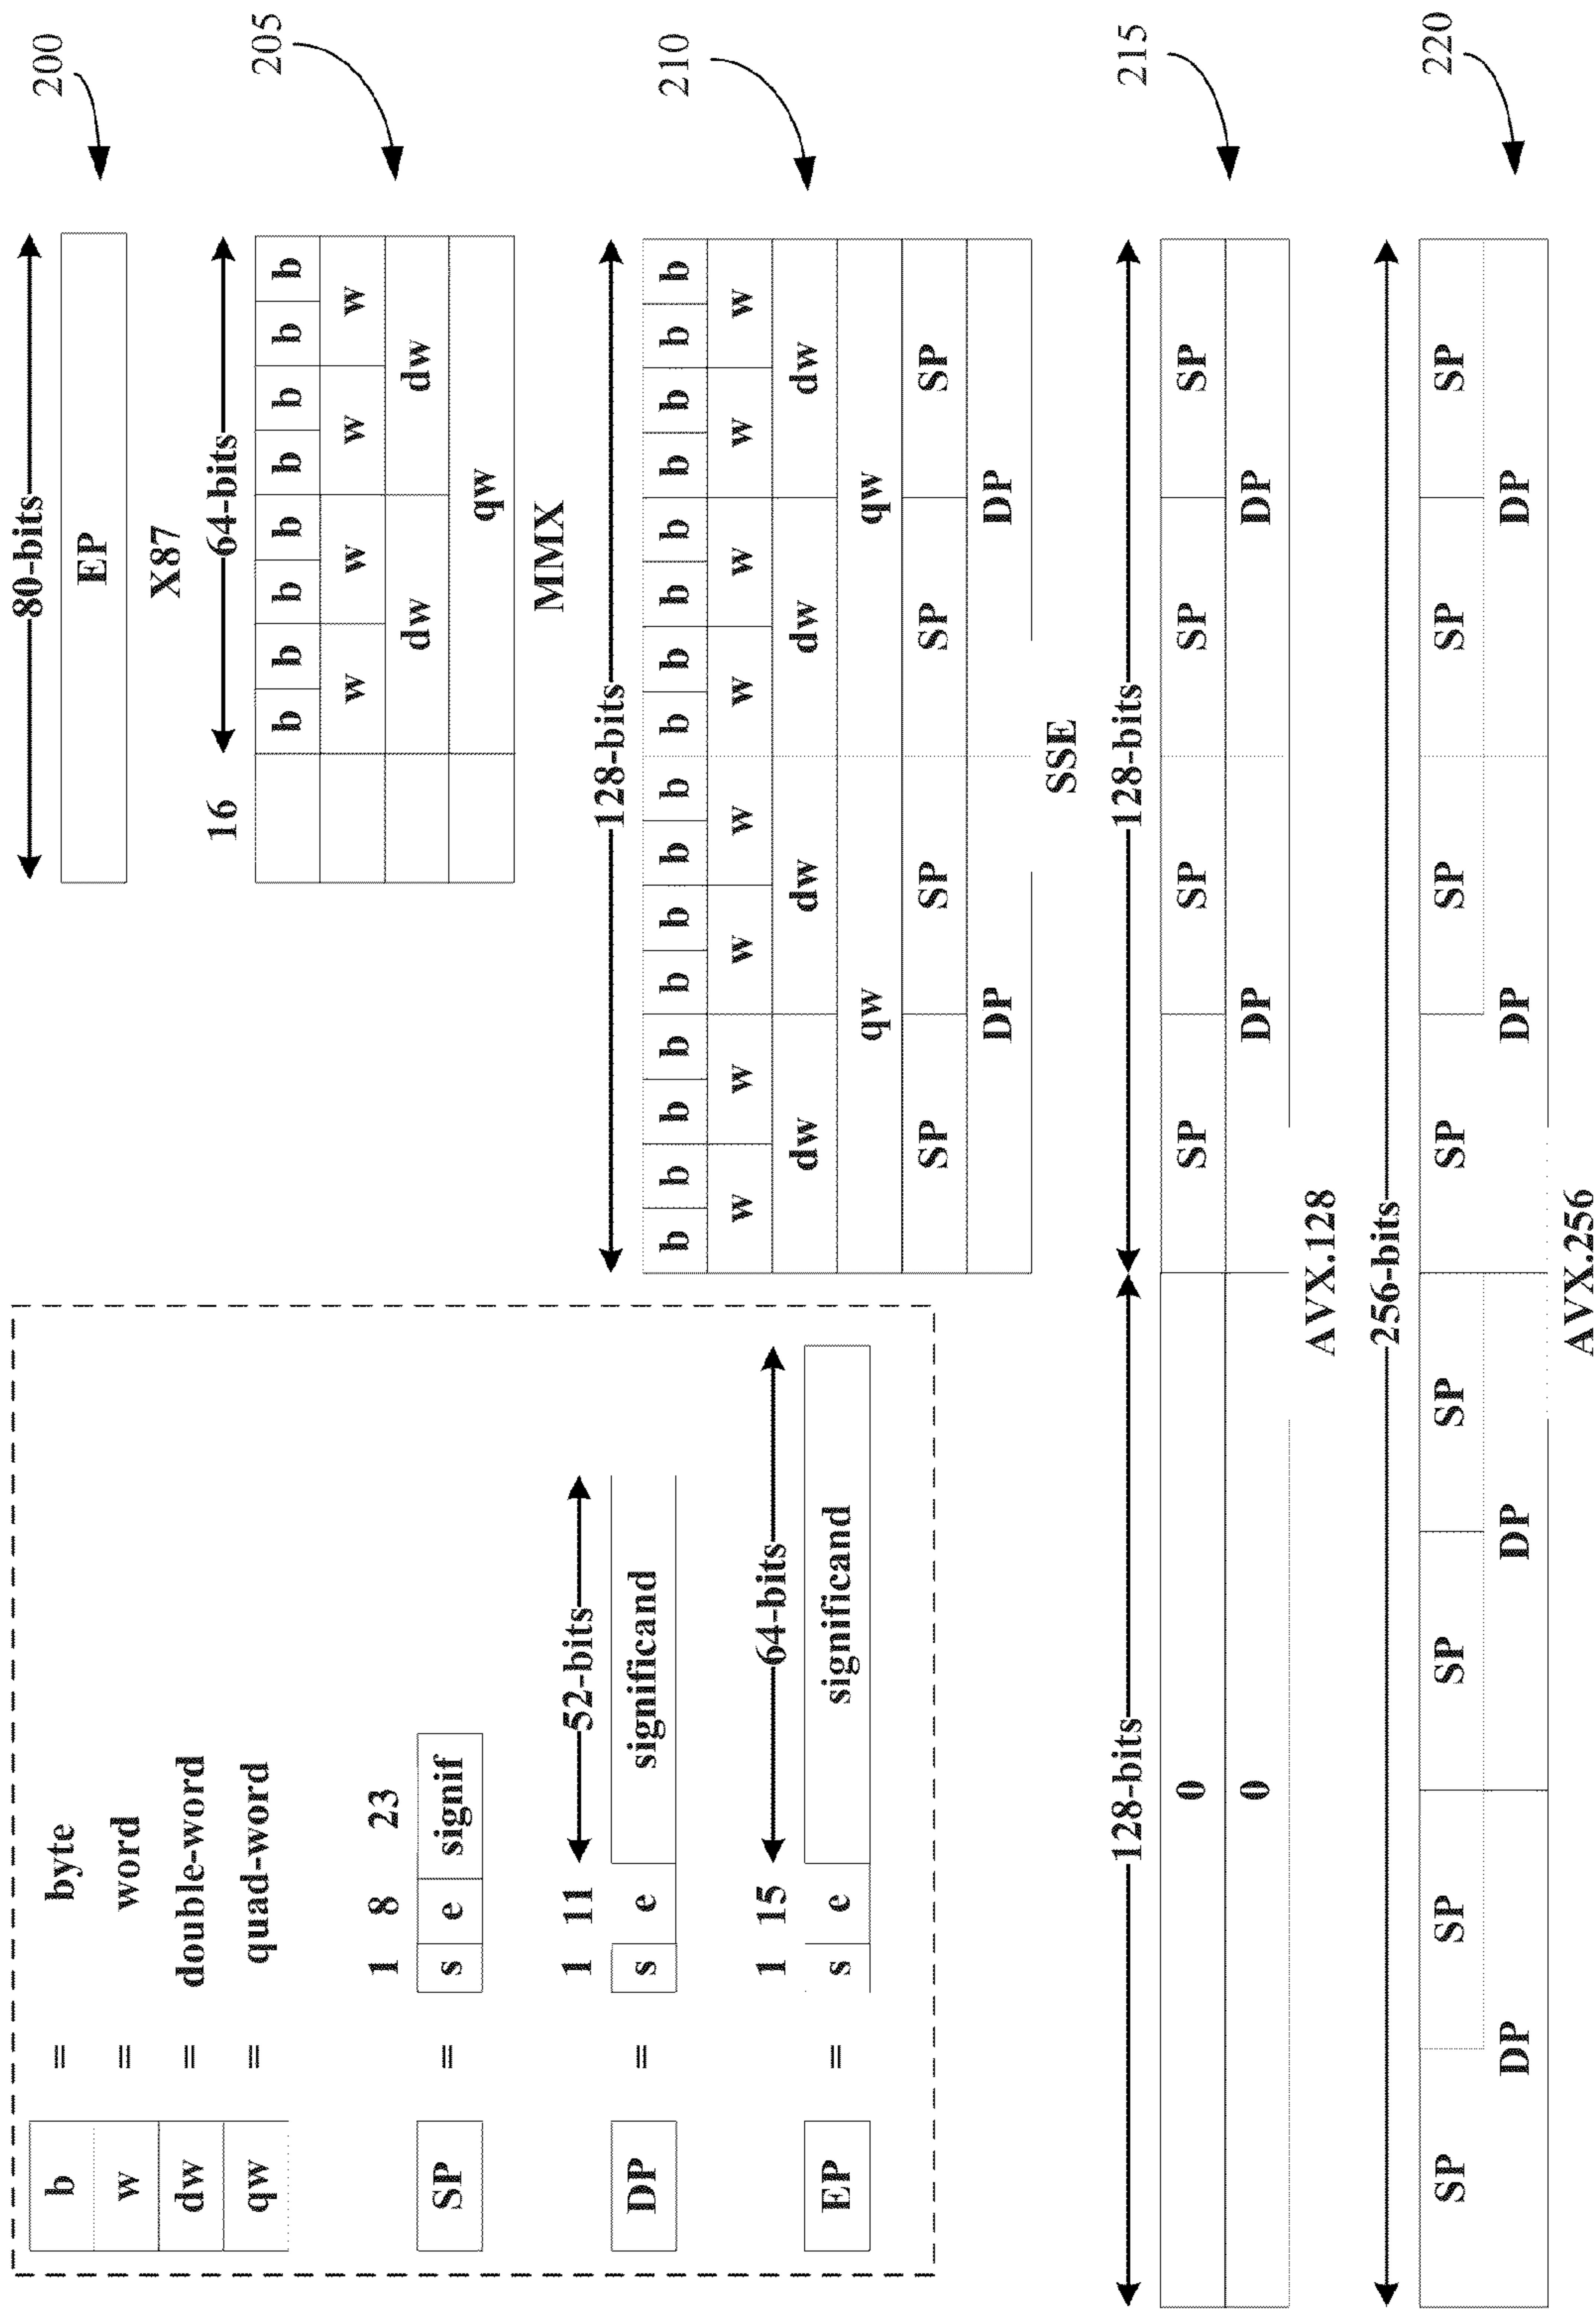 b = byte
w = word
dw = double-word
qw = quad-word
1 8 23
SP = s e signif
1 11 52-bits
DP = s e significand
1 15 64-bits
EP = s e significand
80-bits
200
EP
X87
16 64-bits
205
b b b b b b b b
w w w w
dw dw
qw
MMX
128-bits
210
b b b b b b b b b b b b b b b b
w w w w w w w w
dw dw dw dw
qw qw
SP SP SP SP
DP DP
SSE
128-bits 128-bits
215
0 SP SP SP SP
0 DP DP
AVX.128
256-bits
220
SP SP SP SP SP SP SP SP
DP DP DP DP
AVX.256